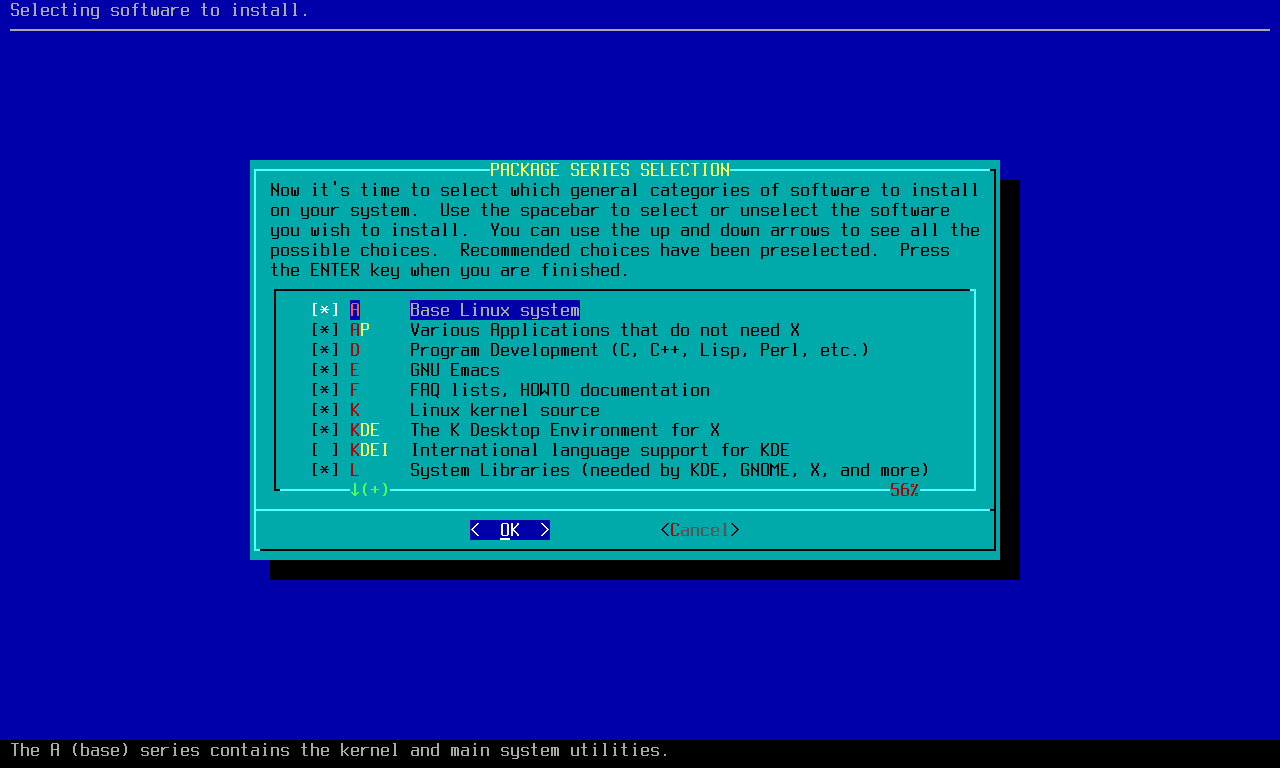 Selecting software to install.
PACKAGE SERIES SELECTION
Now it's time to select which general categories of software to install
on your system.  Use the spacebar to select or unselect the software
you wish to install.  You can use the up and down arrows to see all the
possible choices.  Recommended choices have been preselected.  Press
the ENTER key when you are finished.
[*] A     Base Linux system
[*] AP    Various Applications that do not need X
[*] D     Program Development (C, C++, Lisp, Perl, etc.)
[*] E     GNU Emacs
[*] F     FAQ lists, HOWTO documentation
[*] K     Linux kernel source
[*] KDE   The K Desktop Environment for X
[ ] KDEI  International language support for KDE
[*] L     System Libraries (needed by KDE, GNOME, X, and more)
↓(+) 56%
<  OK  > <Cancel>
The A (base) series contains the kernel and main system utilities.